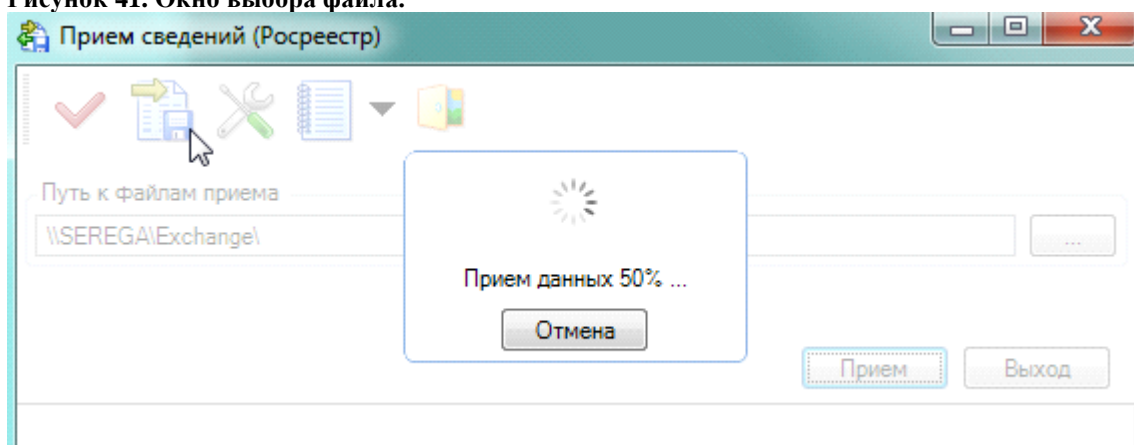 Рисунок 41. Окно выбора файла.
Прием сведений (Росреестр)
Путь к файлам приема
\\SEREGA\Exchange\
...
Прием данных 50% ...
Отмена
Прием
Выход